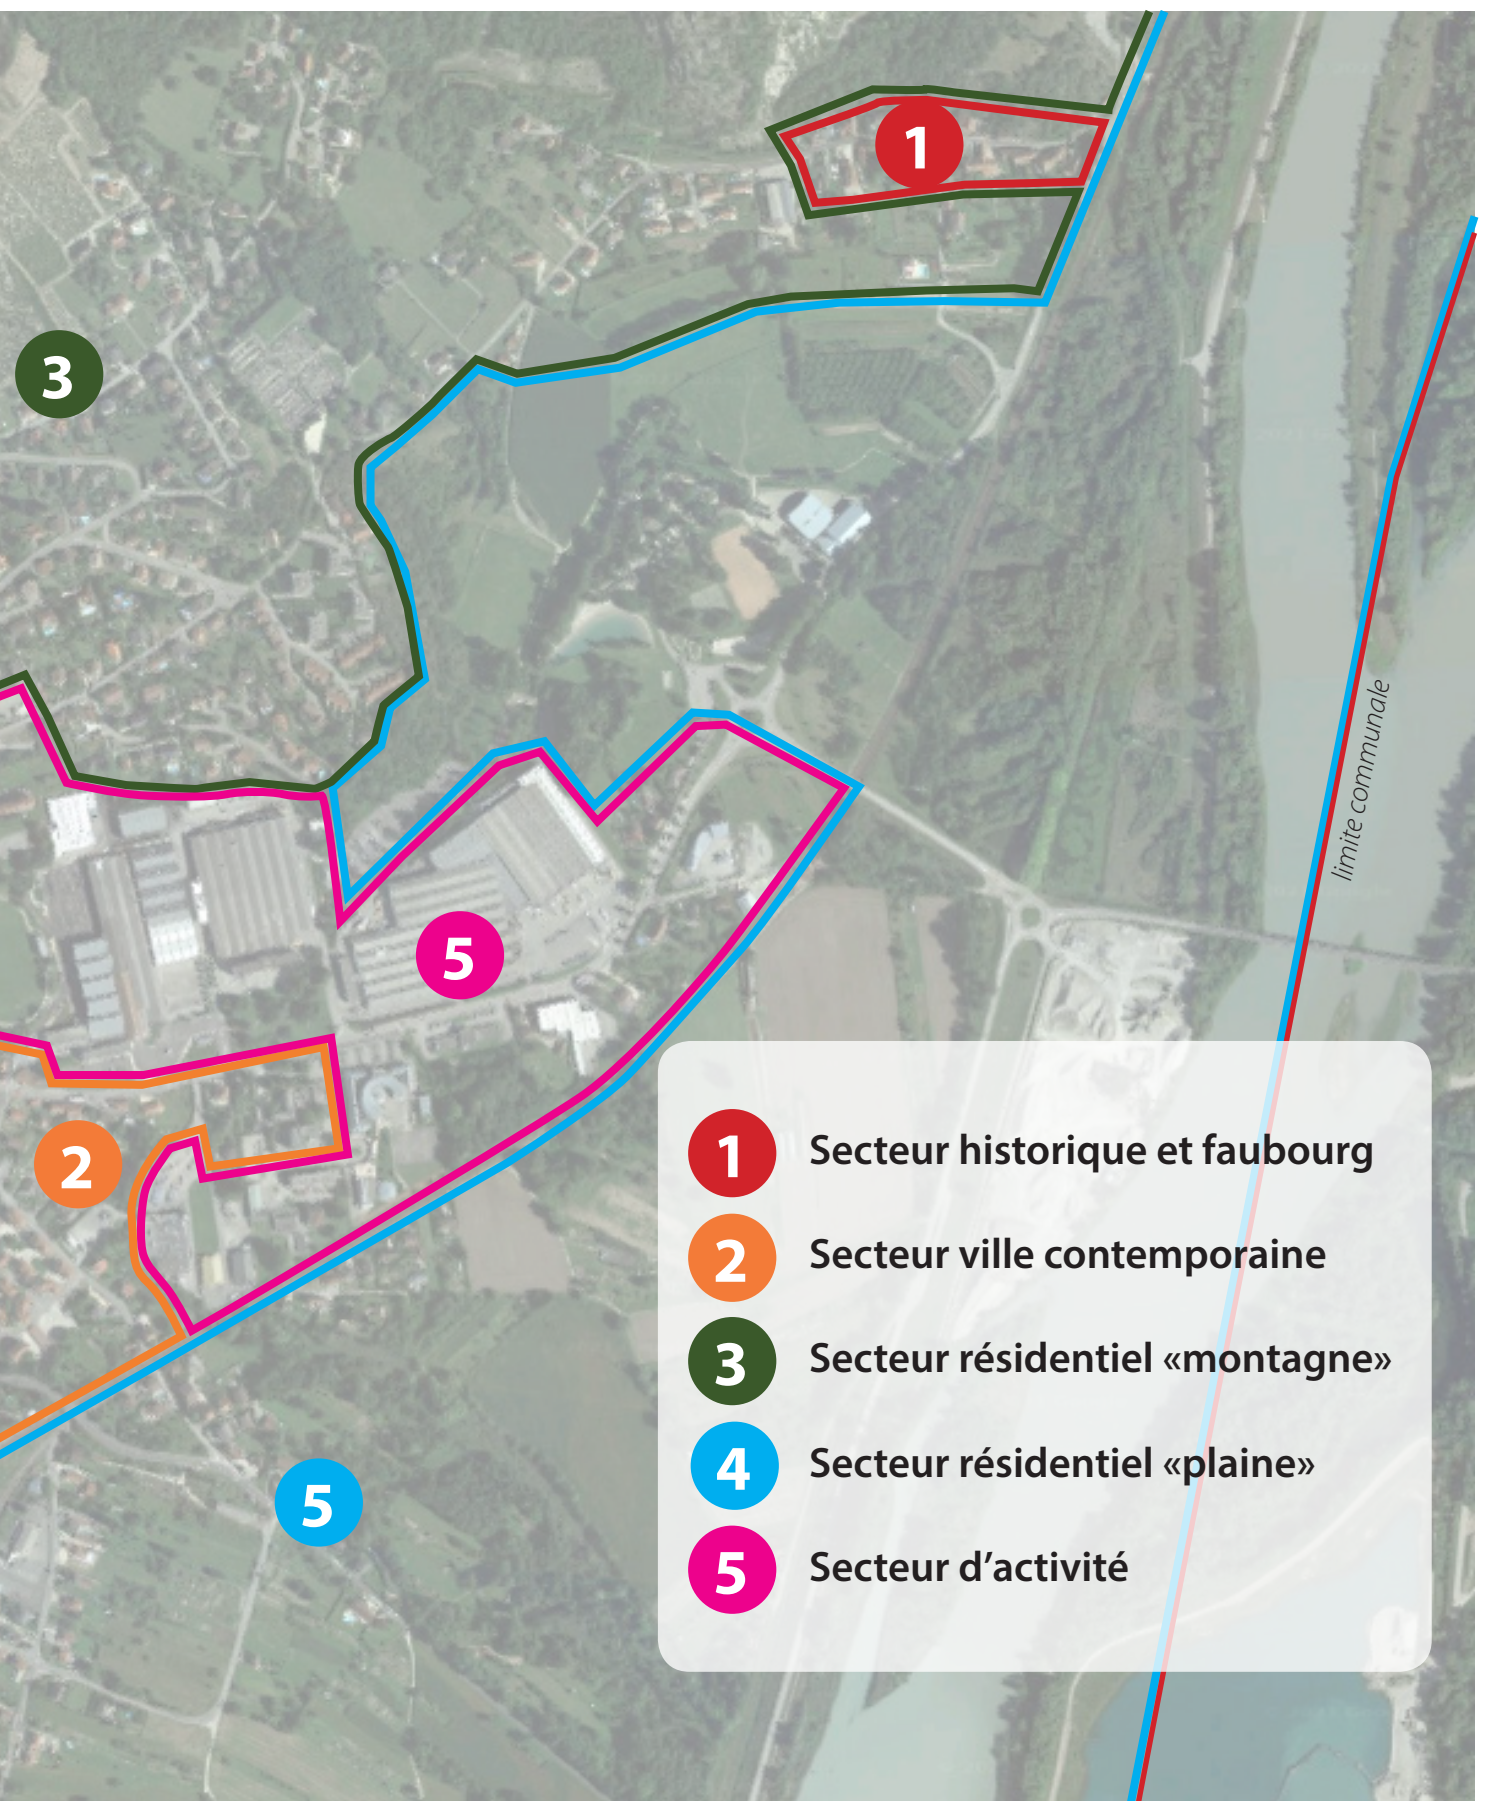 1
3
limite communale
5
2
1 Secteur historique et faubourg
2 Secteur ville contemporaine
3 Secteur résidentiel «montagne»
4 Secteur résidentiel «plaine»
5 Secteur d’activité
5